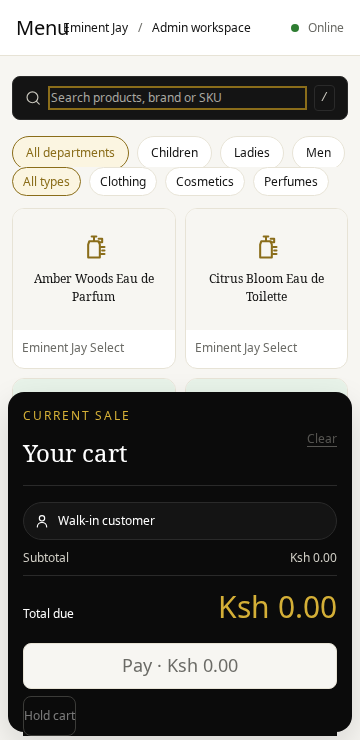 Menu Eminent Jay / Admin workspace Online
Search products, brand or SKU /
All departments Children Ladies Men
All types Clothing Cosmetics Perfumes
Amber Woods Eau de Parfum
Citrus Bloom Eau de Toilette
Eminent Jay Select Eminent Jay Select
CURRENT SALE
Your cart Clear
Walk-in customer
Subtotal Ksh 0.00
Total due Ksh 0.00
Pay · Ksh 0.00
Hold cart